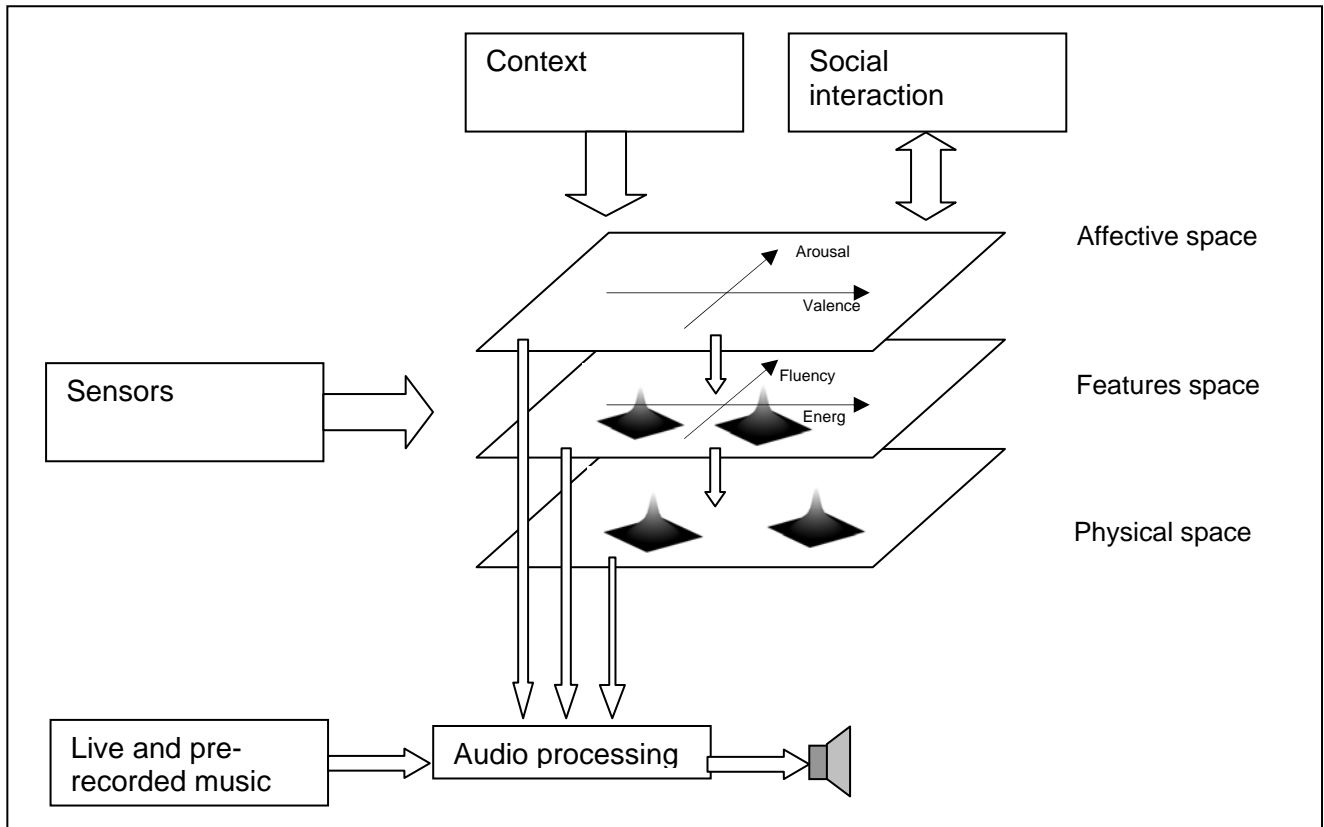 Context
Social
interaction
Affective space
Arousal
Valence
Sensors
Features space
Fluency
Energ
Physical space
Live and pre-
recorded music
Audio processing